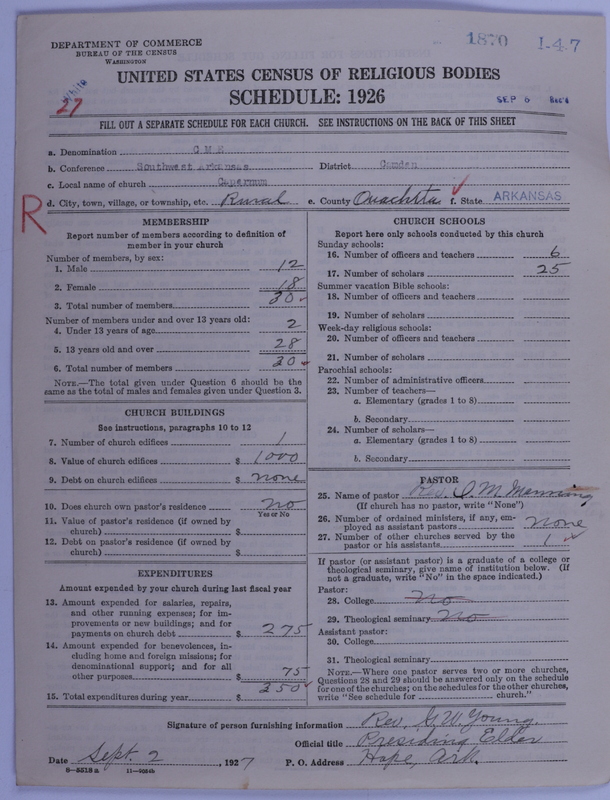 DEPARTMENT OF COMMERCE
BUREAU OF THE CENSUS
WASHINGTON
1870 1-4-7
White
27
UNITED STATES CENSUS OF RELIGIOUS BODIES
SCHEDULE: 1926
SEP 6
FILL OUT A SEPARATE SCHEDULE FOR EACH CHURCH. SEE INSTRUCTIONS ON THE BACK OF THIS SHEET
a. Denomination C M E
b. Conference Southwest Arkansas District Camden
c. Local name of church Capernum
d. City, town, village, or township, etc. Rural e. County Ouachita f. State ARKANSAS
R
MEMBERSHIP
Report number of members according to definition of
member in your church
Number of members, by sex:
1. Male 12
2. Female 18
3. Total number of members 30
Number of members under and over 13 years old:
4. Under 13 years of age 2
5. 13 years old and over 28
6. Total number of members 30
NOTE.—The total given under Question 6 should be the
same as the total of males and females given under Question 3.
CHURCH BUILDINGS
See instructions, paragraphs 10 to 12
7. Number of church edifices 1
8. Value of church edifices $ 1000
9. Debt on church edifices $ none
10. Does church own pastor's residence no
Yes or No
11. Value of pastor's residence (if owned by
church) $
12. Debt on pastor's residence (if owned by
church) $
EXPENDITURES
Amount expended by your church during last fiscal year
13. Amount expended for salaries, repairs,
and other running expenses; for im-
provements or new buildings; and for
payments on church debt $ 275
14. Amount expended for benevolences, in-
cluding home and foreign missions; for
denominational support; and for all
other purposes 75
15. Total expenditures during year $ 250
CHURCH SCHOOLS
Report here only schools conducted by this church
Sunday schools:
16. Number of officers and teachers 6
17. Number of scholars 25
Summer vacation Bible schools:
18. Number of officers and teachers
19. Number of scholars
Week-day religious schools:
20. Number of officers and teachers
21. Number of scholars
Parochial schools:
22. Number of administrative officers
23. Number of teachers—
a. Elementary (grades 1 to 8)
b. Secondary
24. Number of scholars—
a. Elementary (grades 1 to 8)
b. Secondary
PASTOR
25. Name of pastor M. Manning
(If church has no pastor, write "None")
26. Number of ordained ministers, if any, em-
ployed as assistant pastors none
27. Number of other churches served by the
pastor or his assistants 1
If pastor (or assistant pastor) is a graduate of a college or
theological seminary, give name of institution below. (If
not a graduate, write "No" in the space indicated.)
Pastor:
28. College no
29. Theological seminary no
Assistant pastor:
30. College
31. Theological seminary
NOTE.—Where one pastor serves two or more churches,
Questions 28 and 29 should be answered only on the schedule
for one of the churches; on the schedules for the other churches,
write "See schedule for church."
Signature of person furnishing information Rev. G. W. Young.
Official title Presiding Elder
Date Sept. 2, 1927 P. O. Address Hope, Ark.
8-5518 a